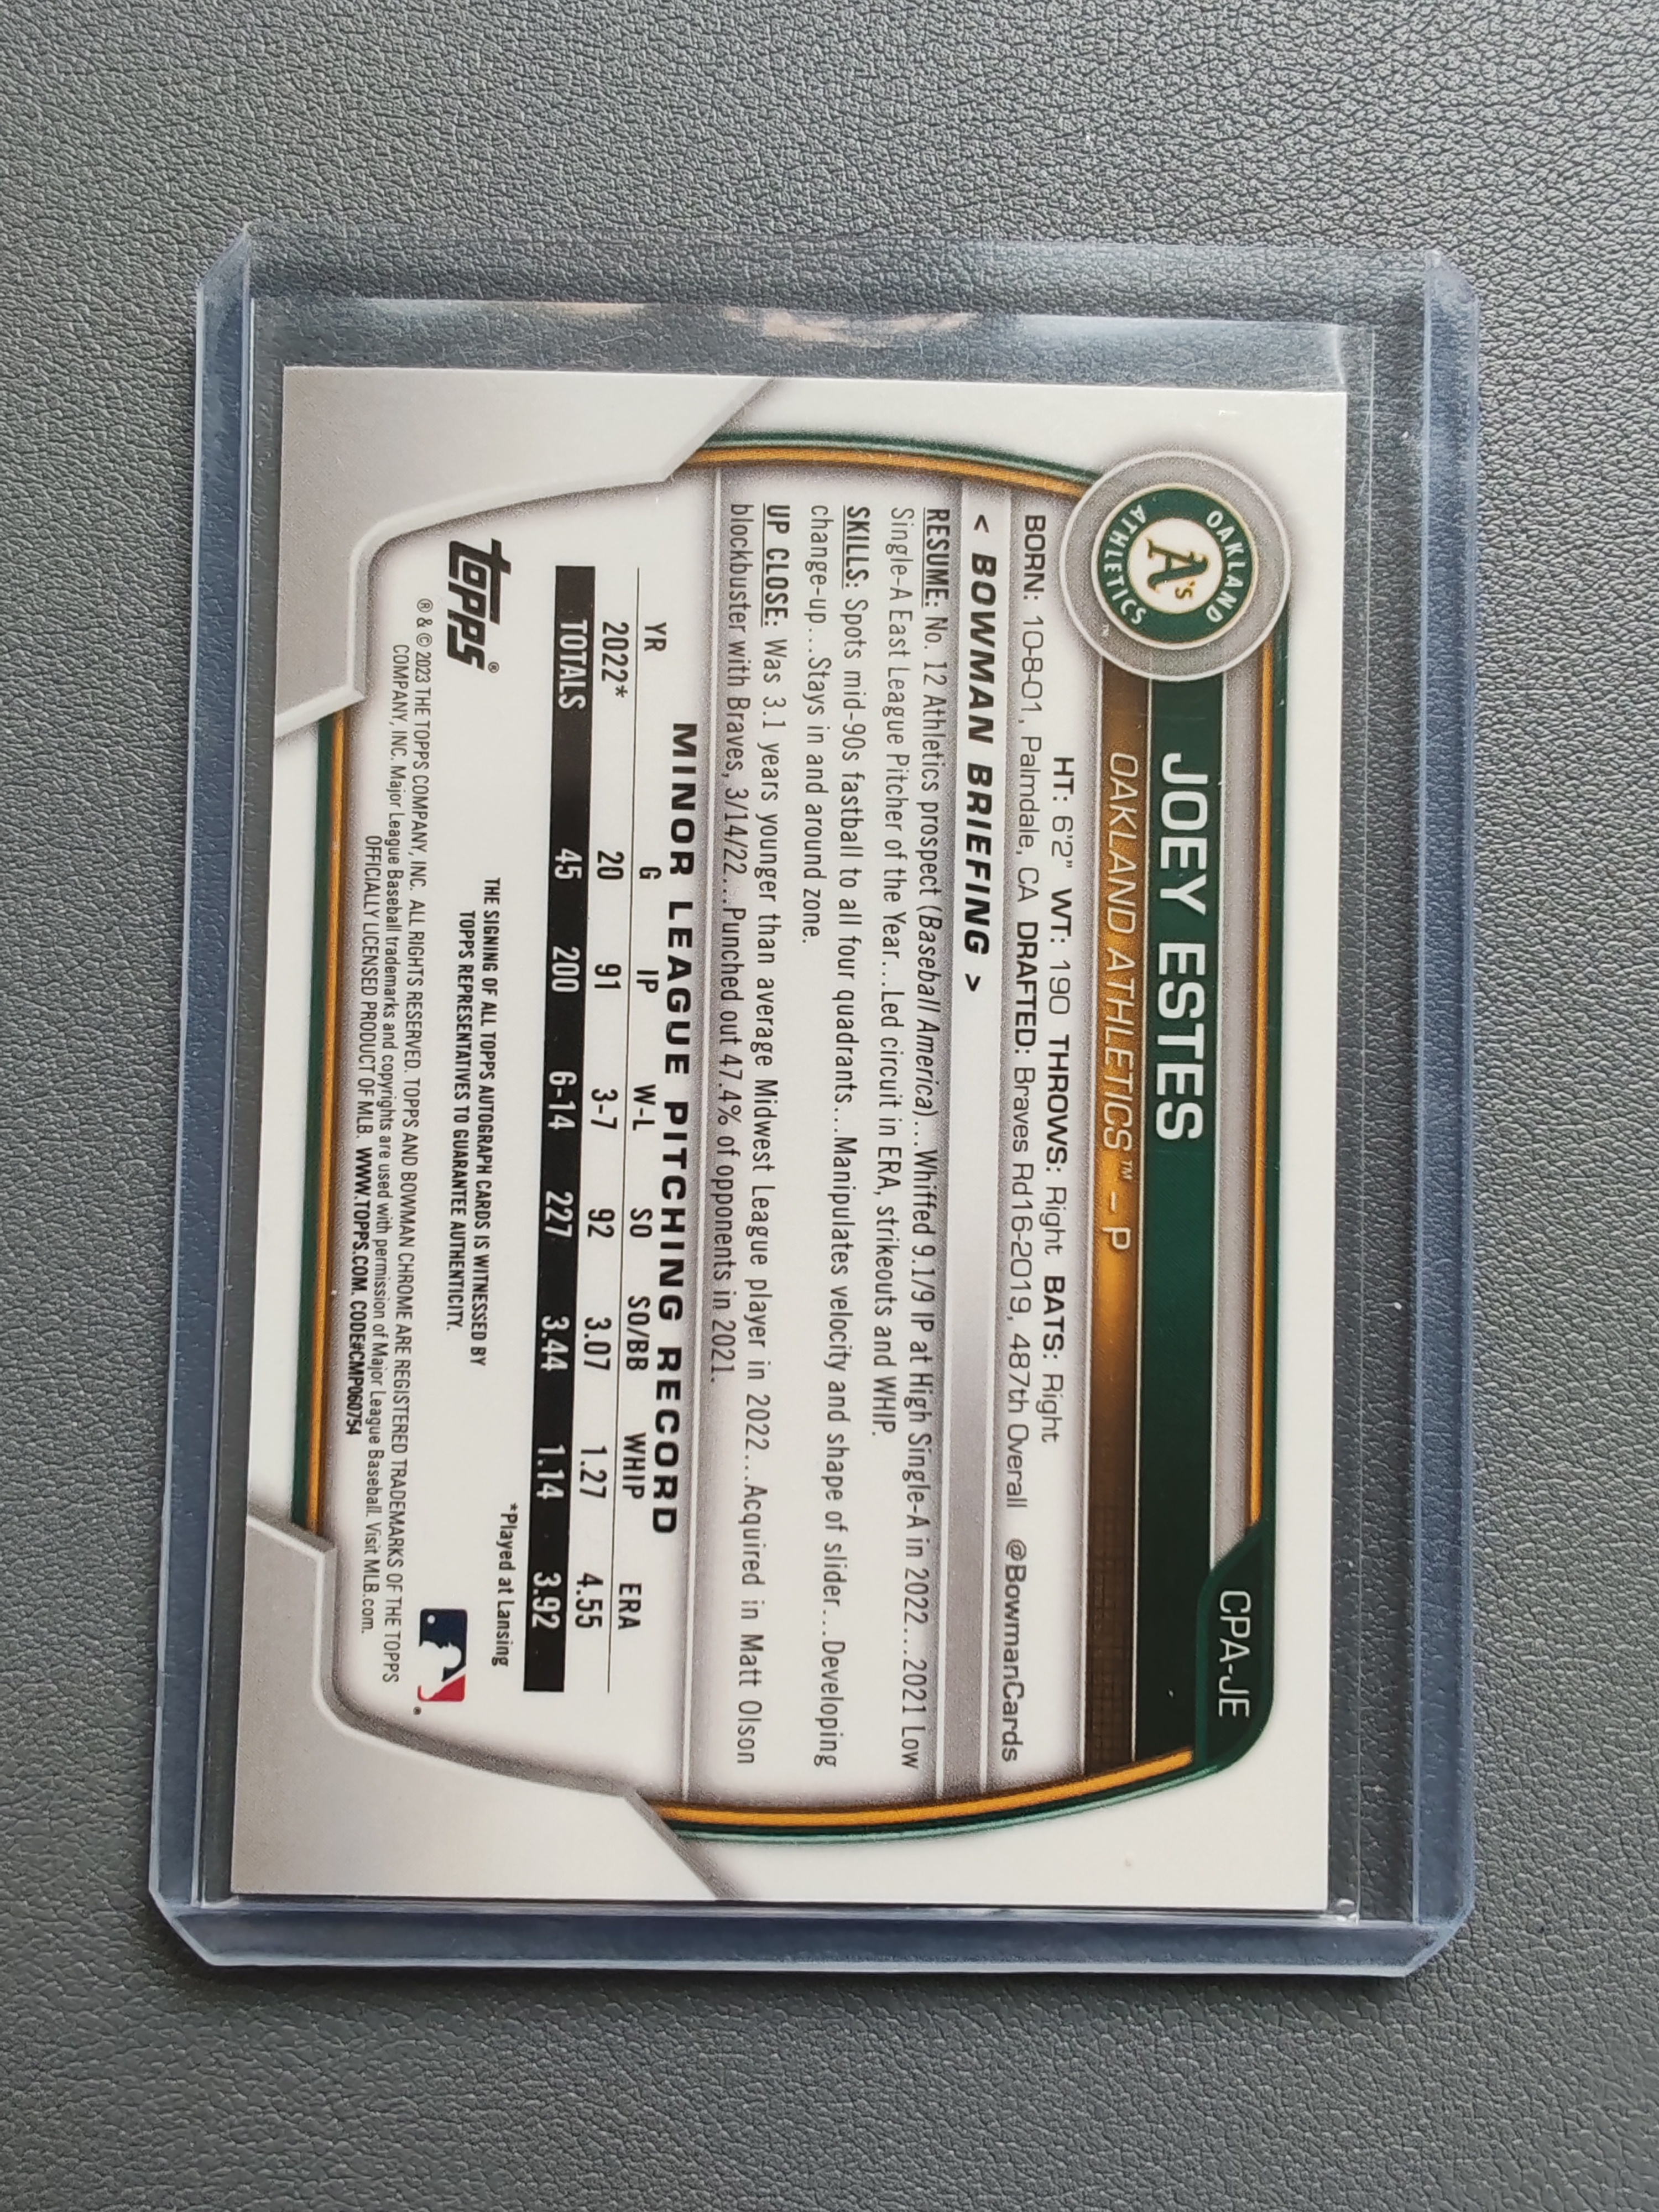 CPA-JE
OAKLAND
A's
ATHLETICS
JOEY ESTES
OAKLAND ATHLETICS™ – P
HT: 6'2" WT: 190 THROWS: Right BATS: Right
BORN: 10-8-01, Palmdale, CA DRAFTED: Braves Rd16-2019, 487th Overall @BowmanCards
< BOWMAN BRIEFING >
RESUME: No. 12 Athletics prospect (Baseball America)...Whiffed 9.1/9 IP at High Single-A in 2022...2021 Low
Single-A East League Pitcher of the Year...Led circuit in ERA, strikeouts and WHIP.
SKILLS: Spots mid-90s fastball to all four quadrants...Manipulates velocity and shape of slider...Developing
change-up...Stays in and around zone.
UP CLOSE: Was 3.1 years younger than average Midwest League player in 2022...Acquired in Matt Olson
blockbuster with Braves, 3/14/22...Punched out 47.4% of opponents in 2021.
MINOR LEAGUE PITCHING RECORD
YR G IP W-L SO SO/BB WHIP ERA
2022* 20 91 3-7 92 3.07 1.27 4.55
TOTALS 45 200 6-14 227 3.44 1.14 3.92
*Played at Lansing
topps®
THE SIGNING OF ALL TOPPS AUTOGRAPH CARDS IS WITNESSED BY
TOPPS REPRESENTATIVES TO GUARANTEE AUTHENTICITY.
® & © 2023 THE TOPPS COMPANY, INC. ALL RIGHTS RESERVED. TOPPS AND BOWMAN CHROME ARE REGISTERED TRADEMARKS OF THE TOPPS
COMPANY, INC. Major League Baseball trademarks and copyrights are used with permission of Major League Baseball. Visit MLB.com.
OFFICIALLY LICENSED PRODUCT OF MLB. WWW.TOPPS.COM. CODE#CMP060754